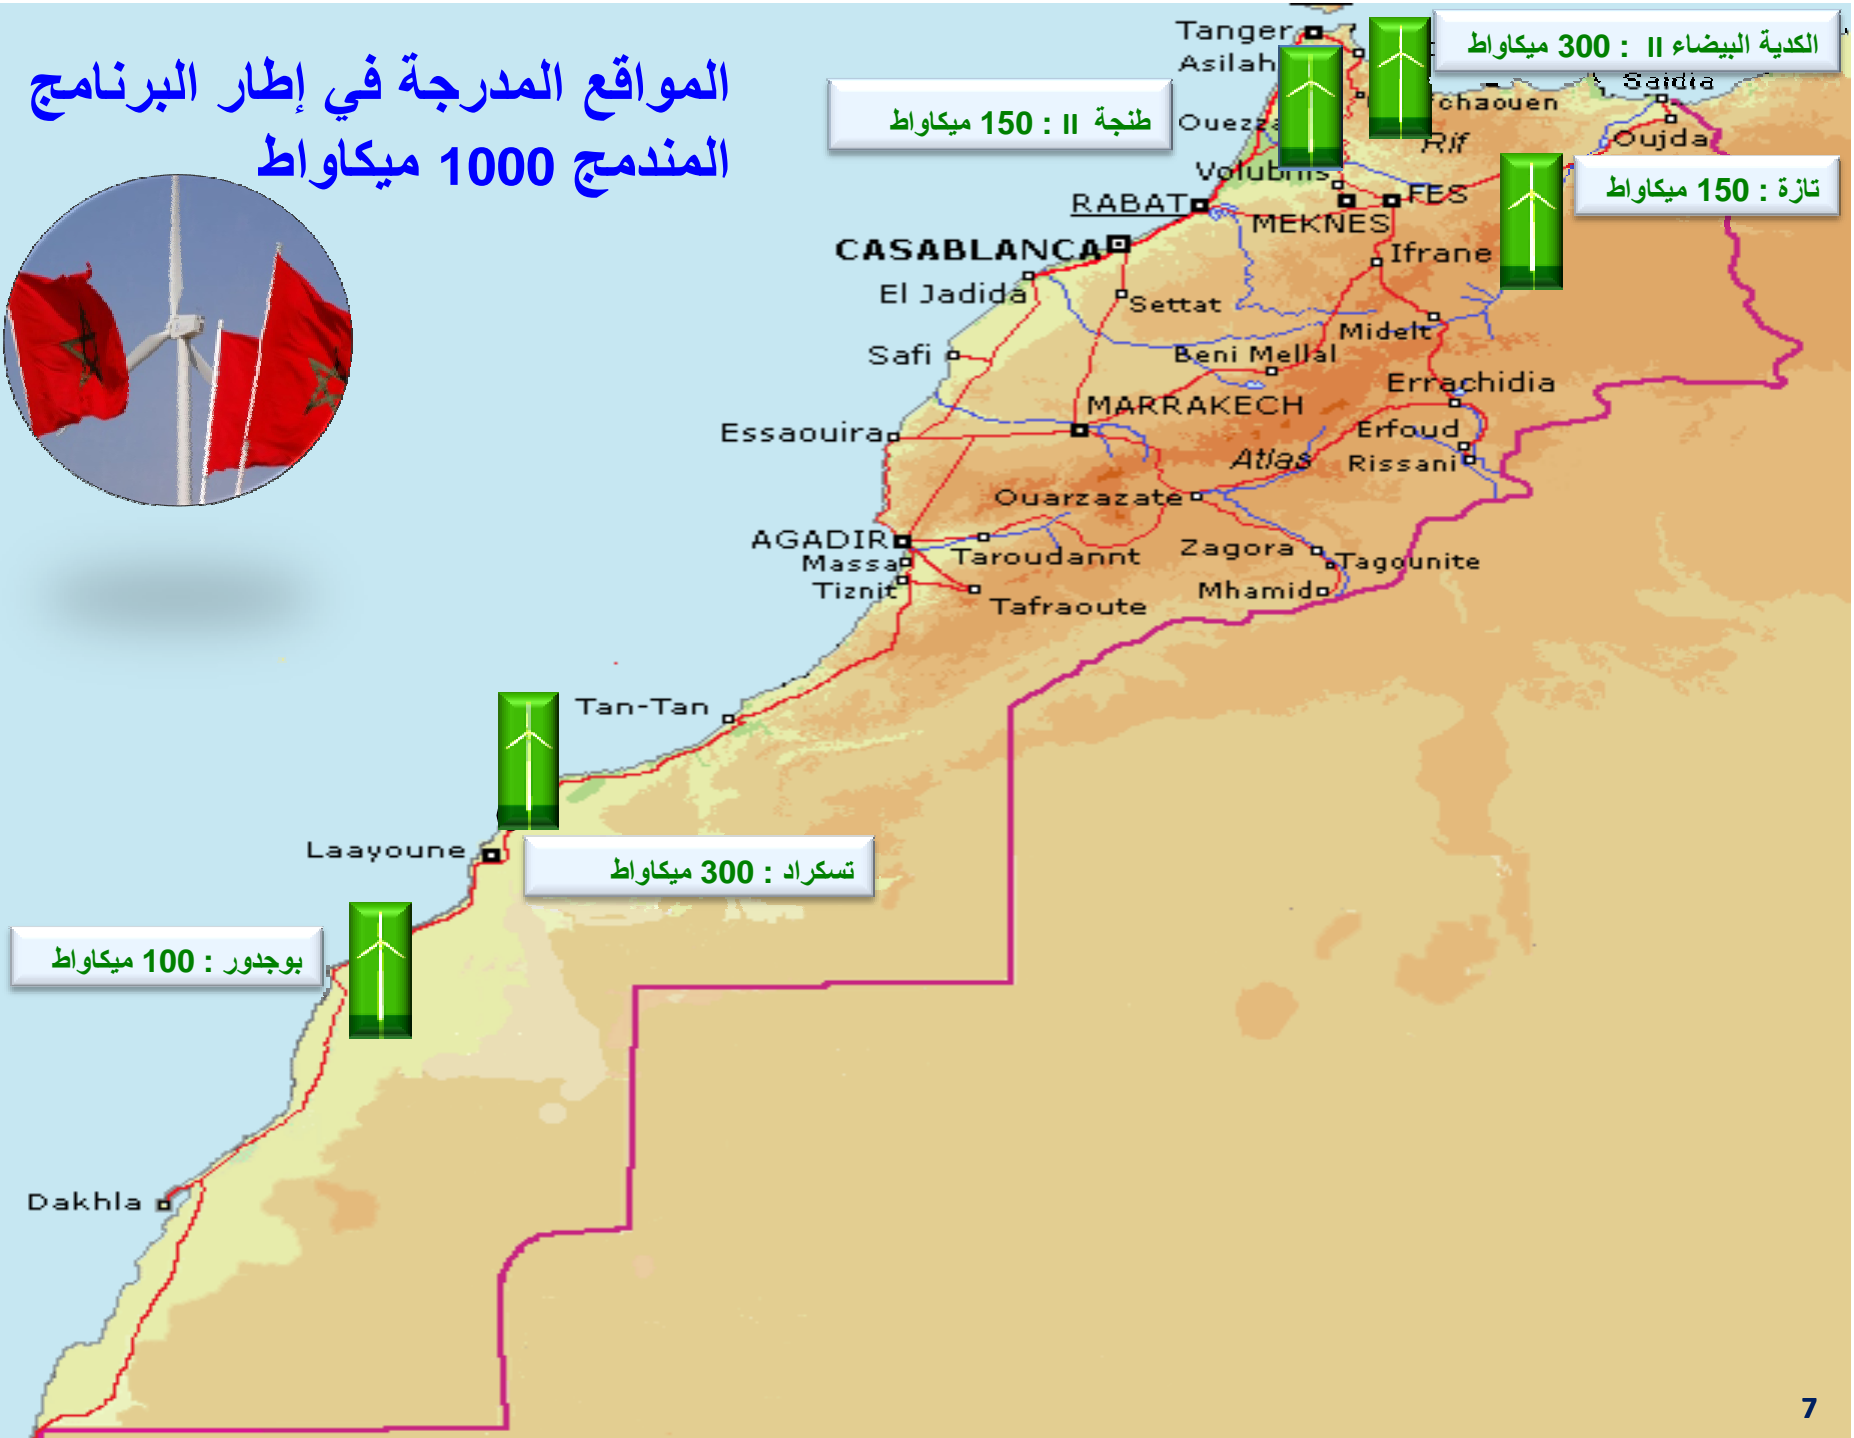 المواقع المدرجة في إطار البرنامج
المندمج 1000 ميكاواط
الكدية البيضاء II : 300 ميكاواط
طنجة II : 150 ميكاواط
تازة : 150 ميكاواط
Tanger
Asilah
Saidia
chaouen
Rif
Oujda
Volubilis
FES
RABAT
MEKNES
CASABLANCA
Ifrane
El Jadida
Settat
Midelt
Safi
Beni Mellal
Errachidia
MARRAKECH
Essaouira
Erfoud
Atlas
Rissani
Ouarzazate
AGADIR
Taroudannt
Zagora
Tagounite
Massa
Tiznit
Mhamid
Tafraoute
Tan-Tan
Laayoune
تسكراد : 300 ميكاواط
بوجدور : 100 ميكاواط
Dakhla
7